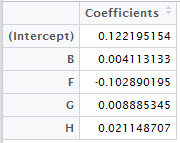 Coefficients
(Intercept) 0.122195154
B 0.004113133
F -0.102890195
G 0.008885345
H 0.021148707